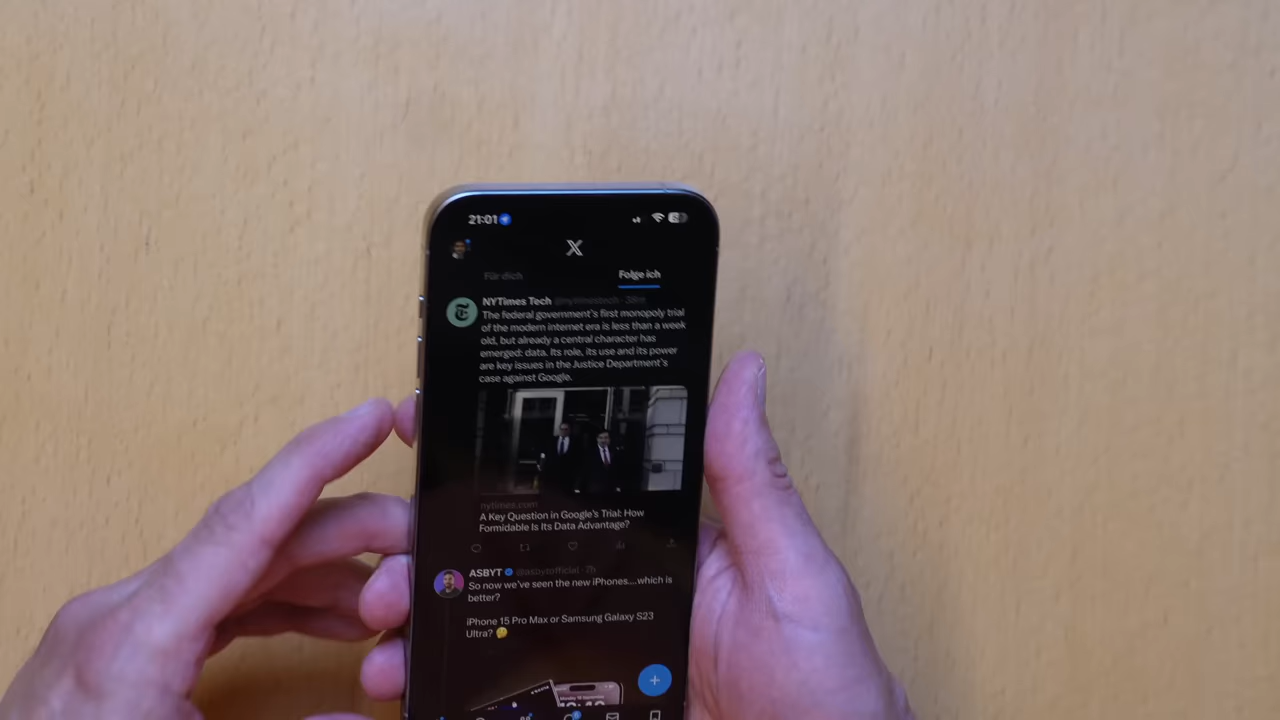 21:01
X
Für dich Folge ich
NYTimes Tech @nytimestech · 38m
The federal government's first monopoly trial
of the modern internet era is less than a week
old, but already a central character has
emerged: data. Its role, its use and its power
are key issues in the Justice Department's
case against Google.
nytimes.com
A Key Question in Google's Trial: How
Formidable Is Its Data Advantage?
ASBYT @asbytofficial · 7h
So now we've seen the new iPhones....which is
better?
iPhone 15 Pro Max or Samsung Galaxy S23
Ultra? 🤔